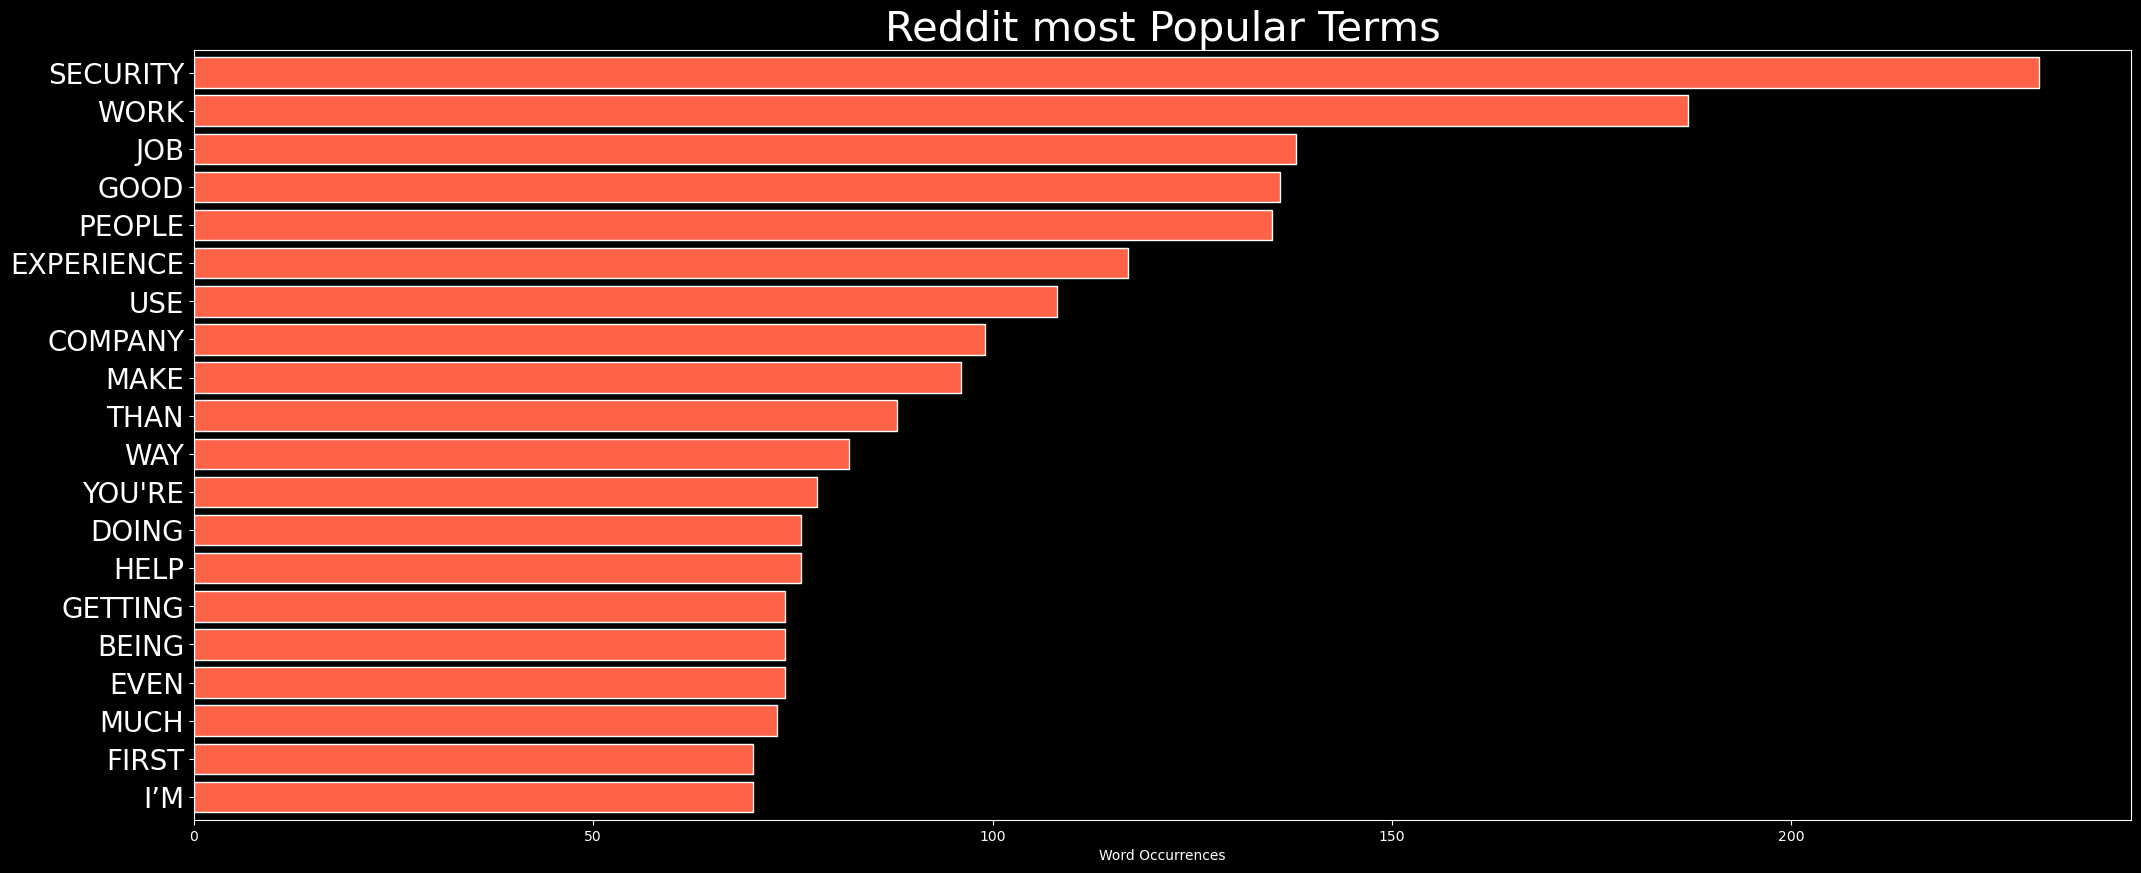 Reddit most Popular Terms
SECURITY
WORK
JOB
GOOD
PEOPLE
EXPERIENCE
USE
COMPANY
MAKE
THAN
WAY
YOU'RE
DOING
HELP
GETTING
BEING
EVEN
MUCH
FIRST
I’M
0 50 100 150 200
Word Occurrences